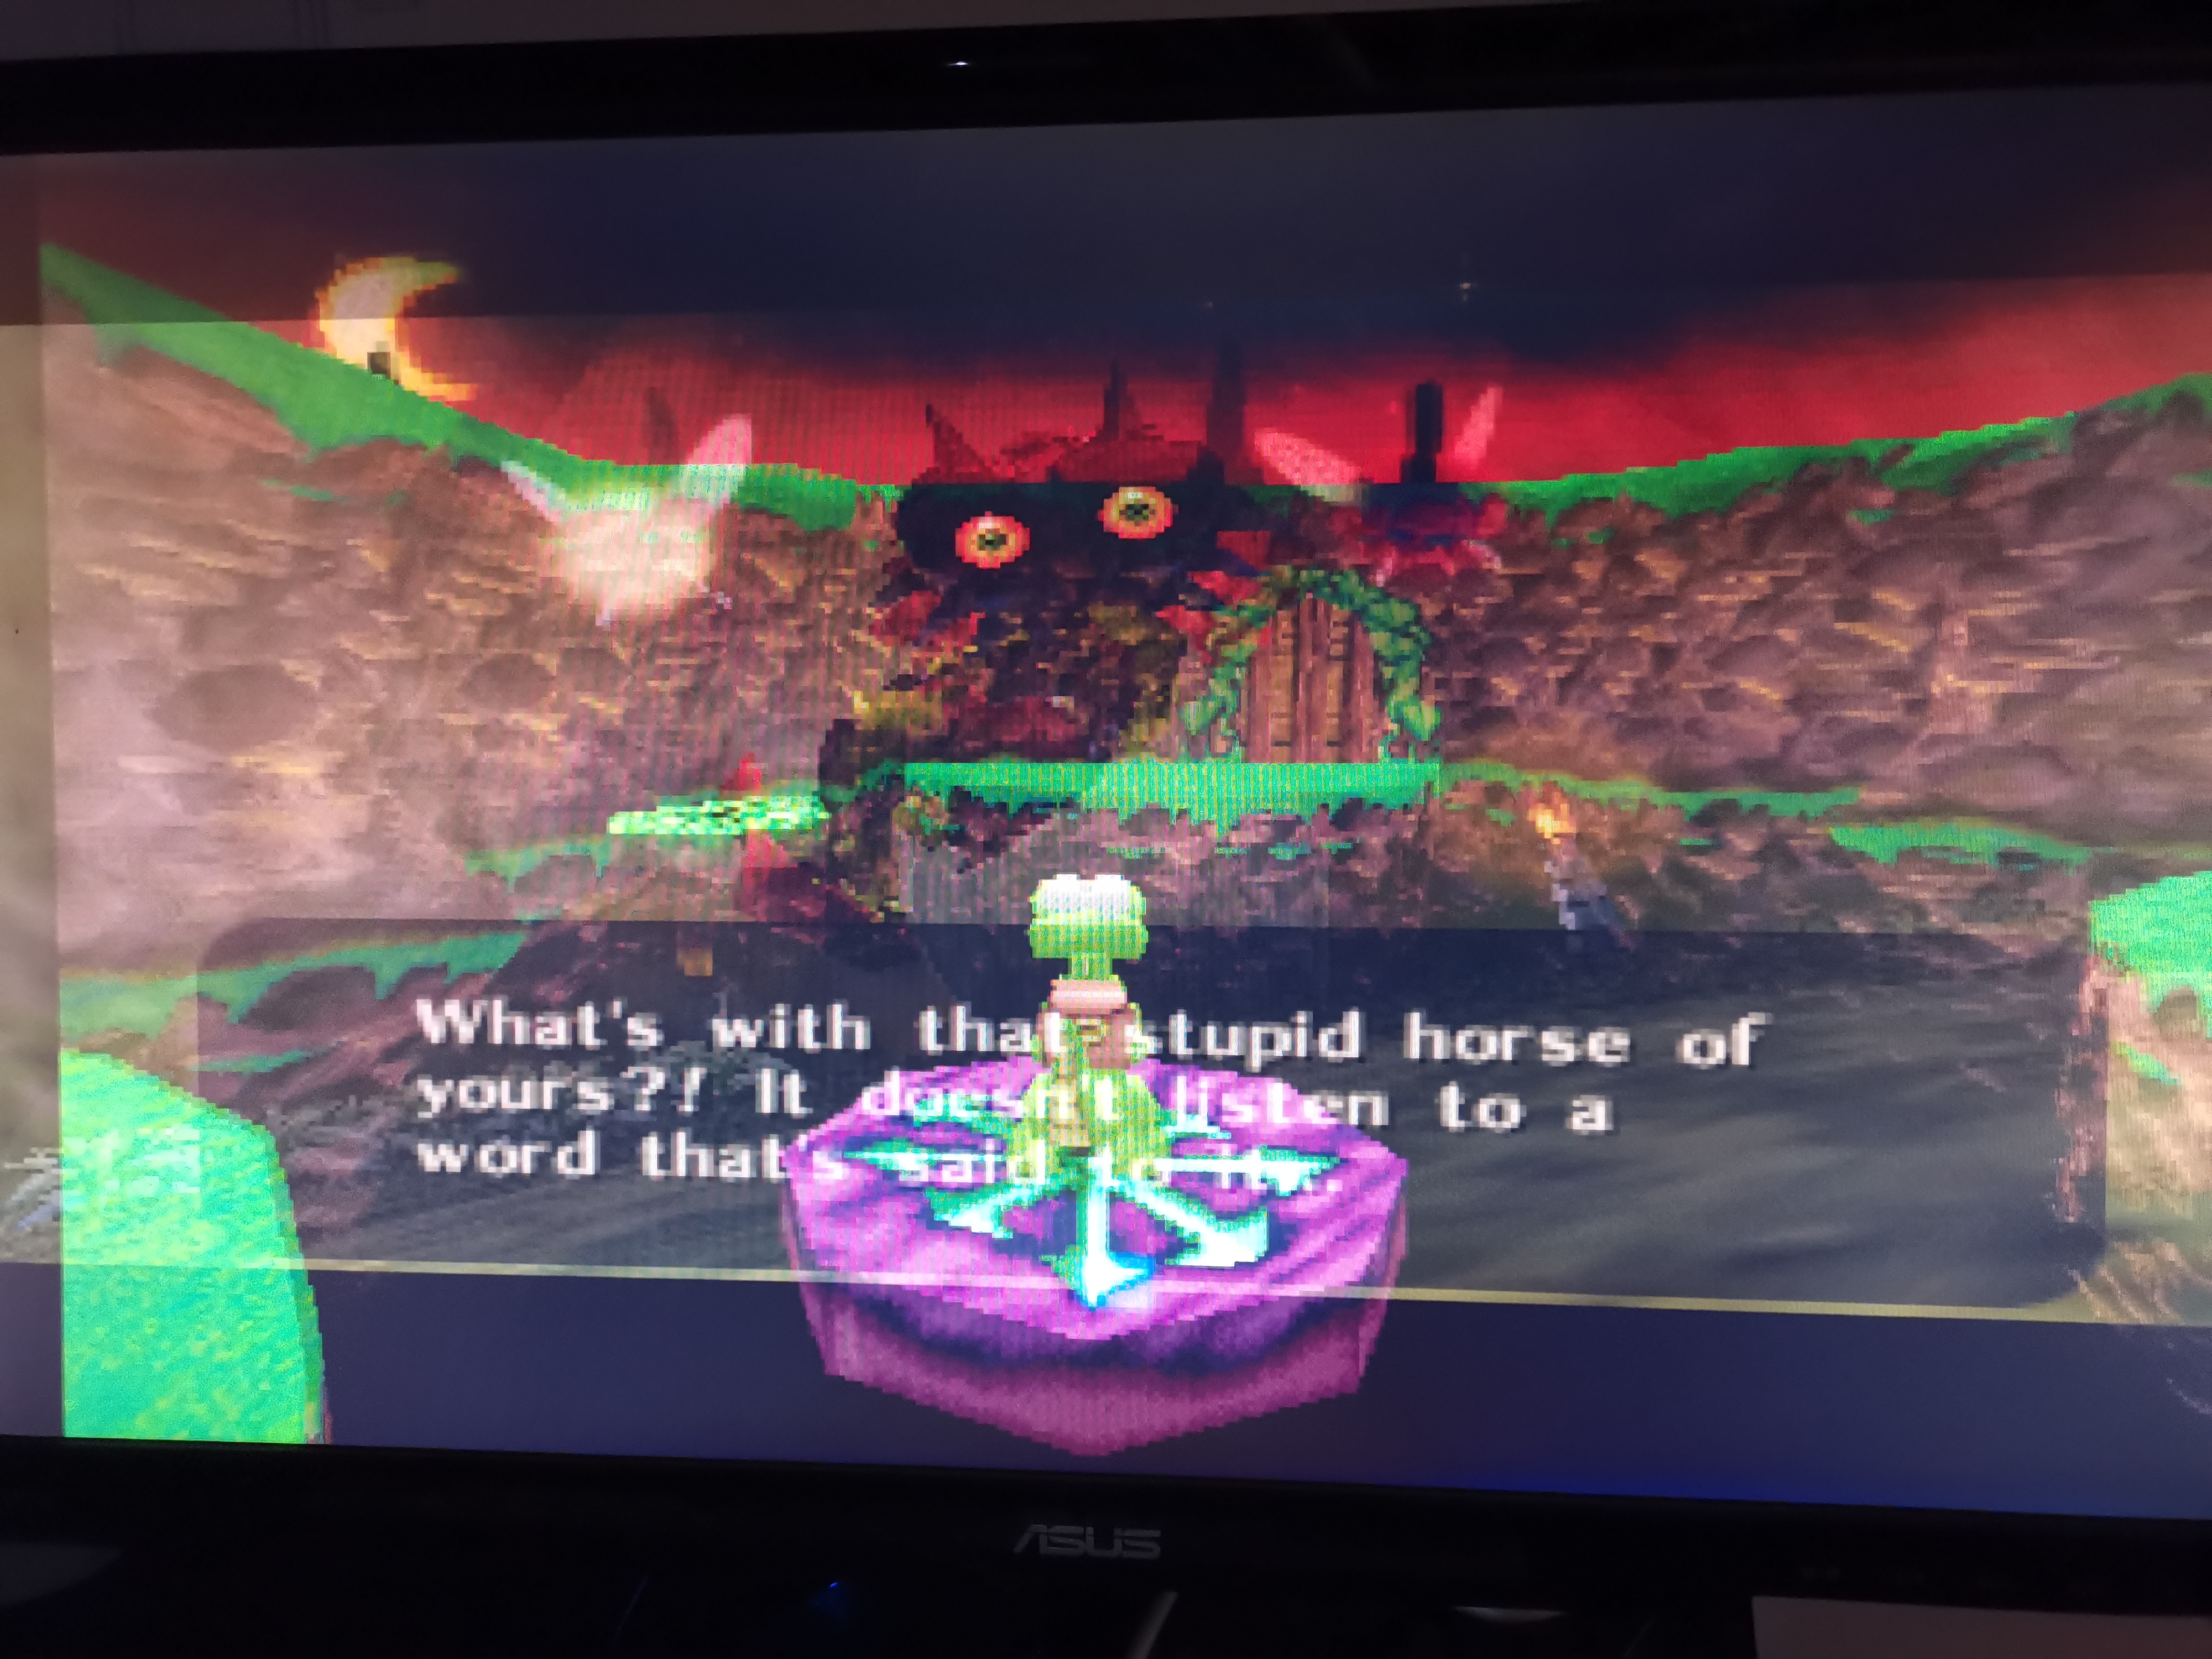 What's with that stupid horse of
yours?! It doesn't listen to a
word that's said to it...
ASUS